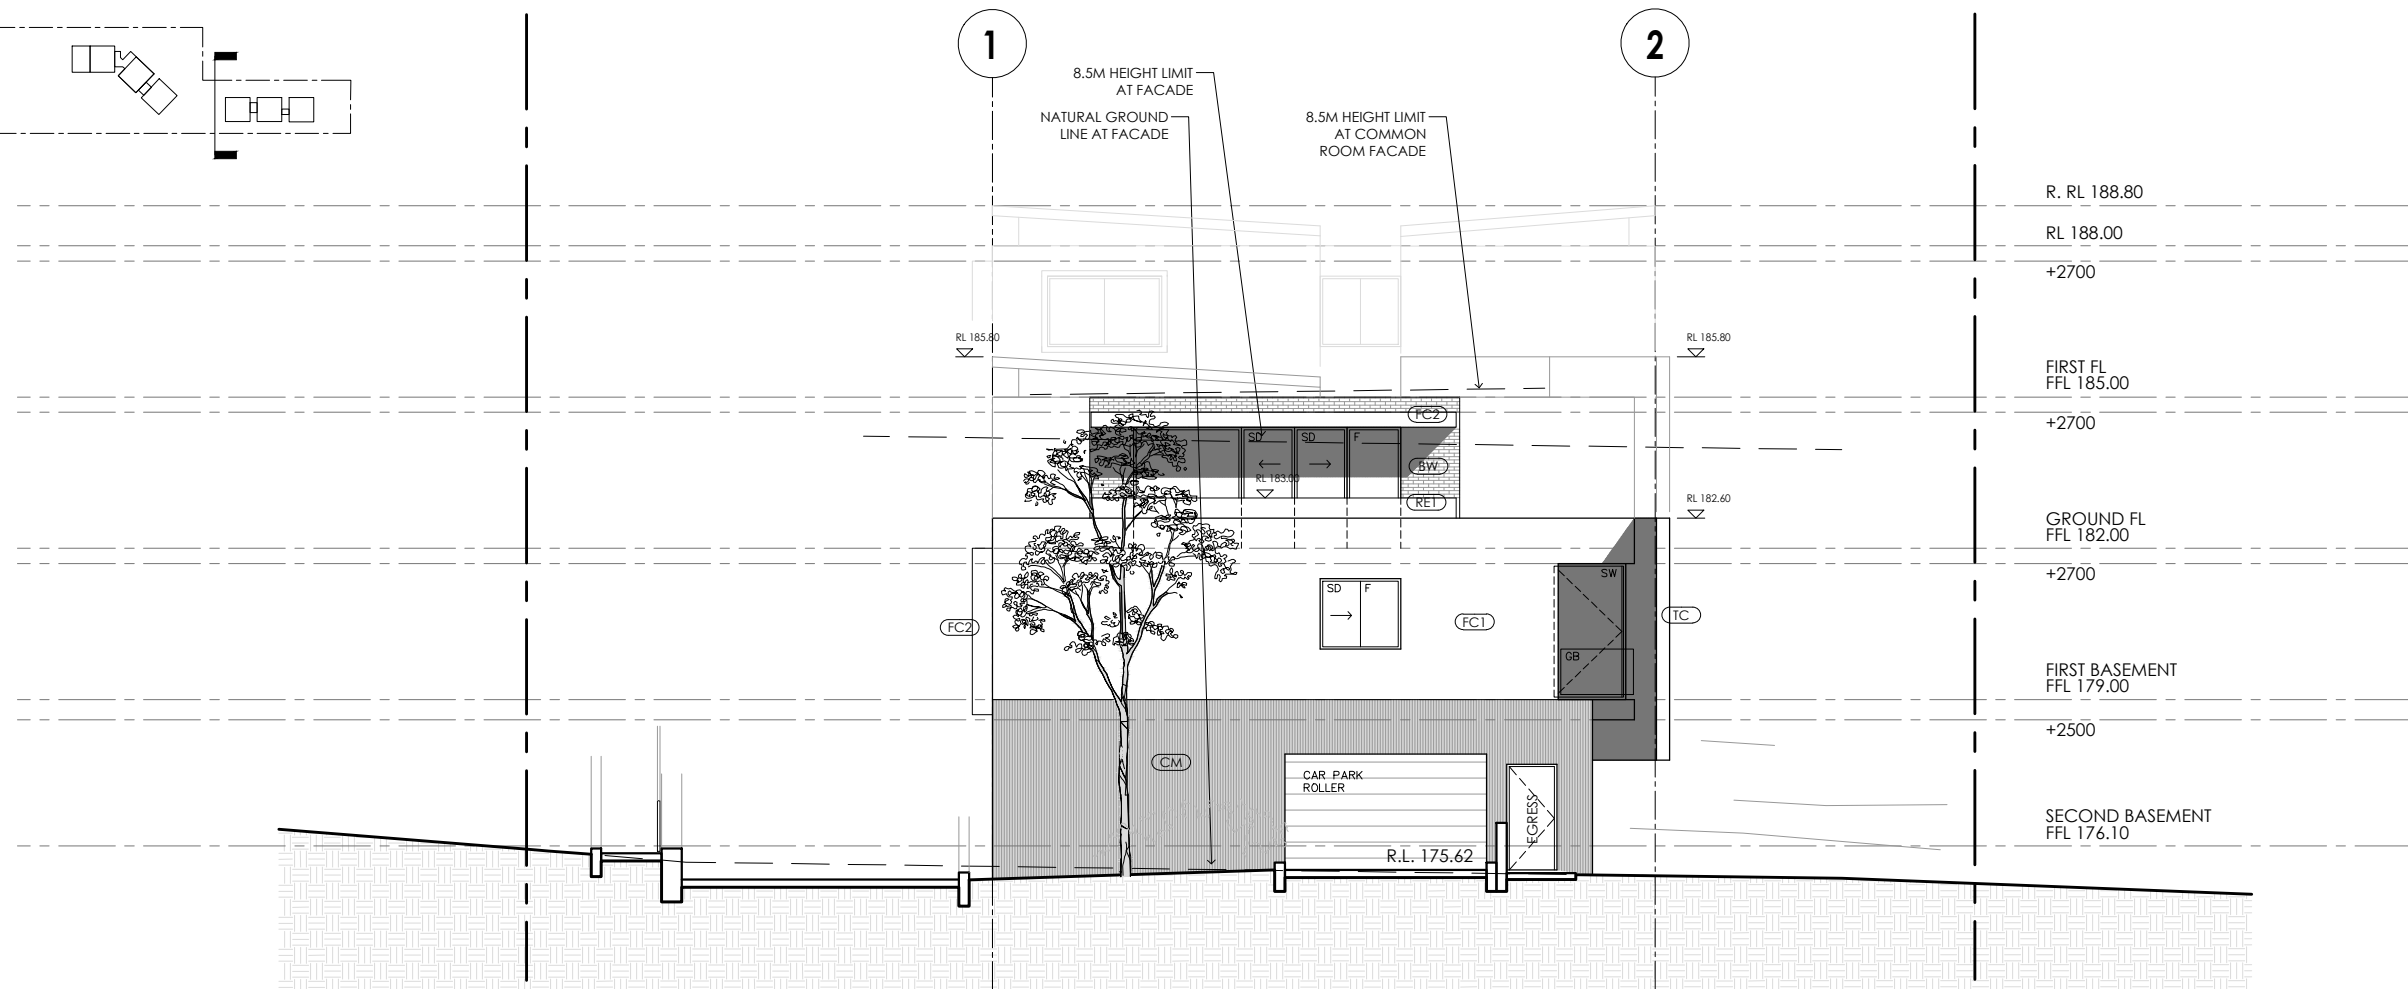 1
2
8.5M HEIGHT LIMIT
AT FACADE
NATURAL GROUND
LINE AT FACADE
8.5M HEIGHT LIMIT
AT COMMON
ROOM FACADE
R. RL 188.80
RL 188.00
+2700
RL 185.80
RL 185.80
FIRST FL
FFL 185.00
+2700
FC2
SD
SD
F
BW
RL 183.00
RE1
RL 182.60
GROUND FL
FFL 182.00
+2700
SW
SD
F
FC2
FC1
TC
GB
FIRST BASEMENT
FFL 179.00
+2500
CM
CAR PARK
ROLLER
EGRESS
SECOND BASEMENT
FFL 176.10
R.L. 175.62